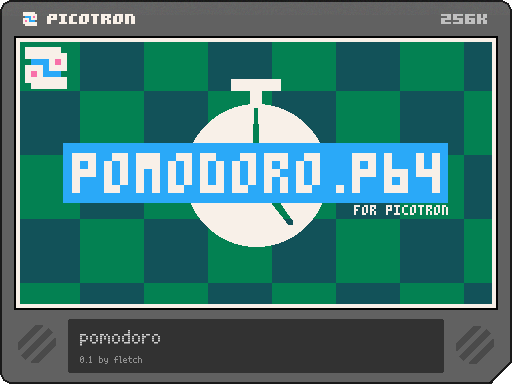 PICOTRON
256K
POMODORO.P64
FOR PICOTRON
pomodoro
0.1 by fletch